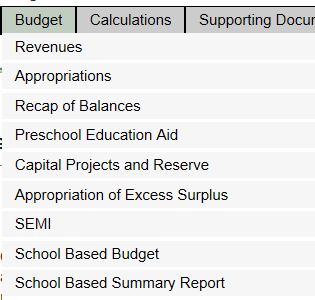 Budget Calculations Supporting Docu
Revenues
Appropriations
Recap of Balances
Preschool Education Aid
Capital Projects and Reserve
Appropriation of Excess Surplus
SEMI
School Based Budget
School Based Summary Report